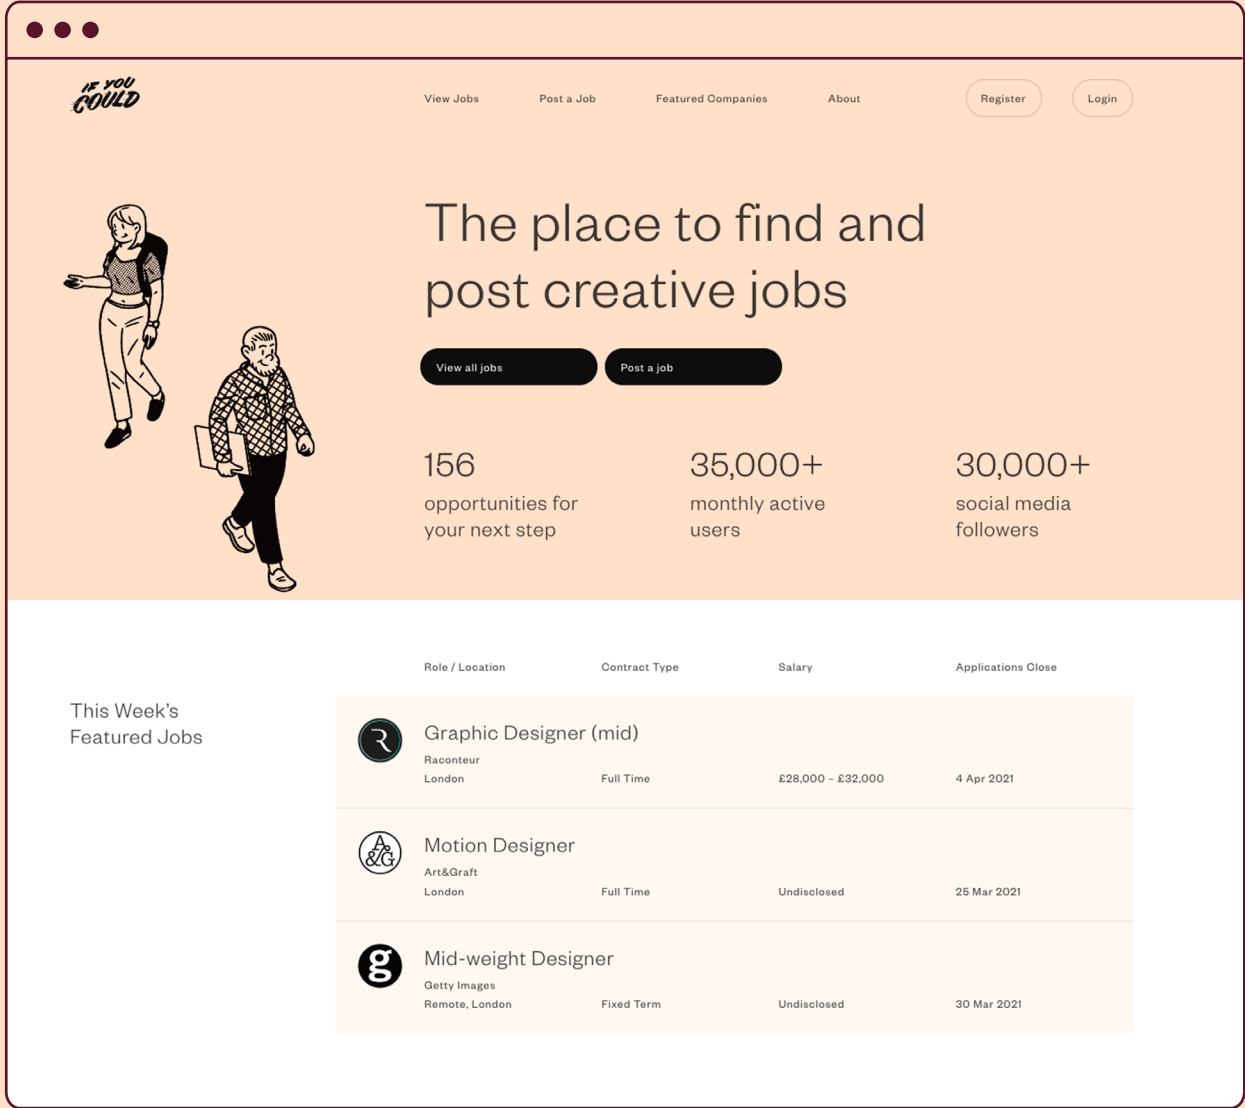 IF YOU
COULD
View Jobs
Post a Job
Featured Companies
About
Register
Login
The place to find and
post creative jobs
View all jobs
Post a job
156
opportunities for
your next step
35,000+
monthly active
users
30,000+
social media
followers
This Week’s
Featured Jobs
Role / Location
Contract Type
Salary
Applications Close
R
Graphic Designer (mid)
Raconteur
London
Full Time
£28,000 – £32,000
4 Apr 2021
A
&G
Motion Designer
Art&Graft
London
Full Time
Undisclosed
25 Mar 2021
g
Mid-weight Designer
Getty Images
Remote, London
Fixed Term
Undisclosed
30 Mar 2021